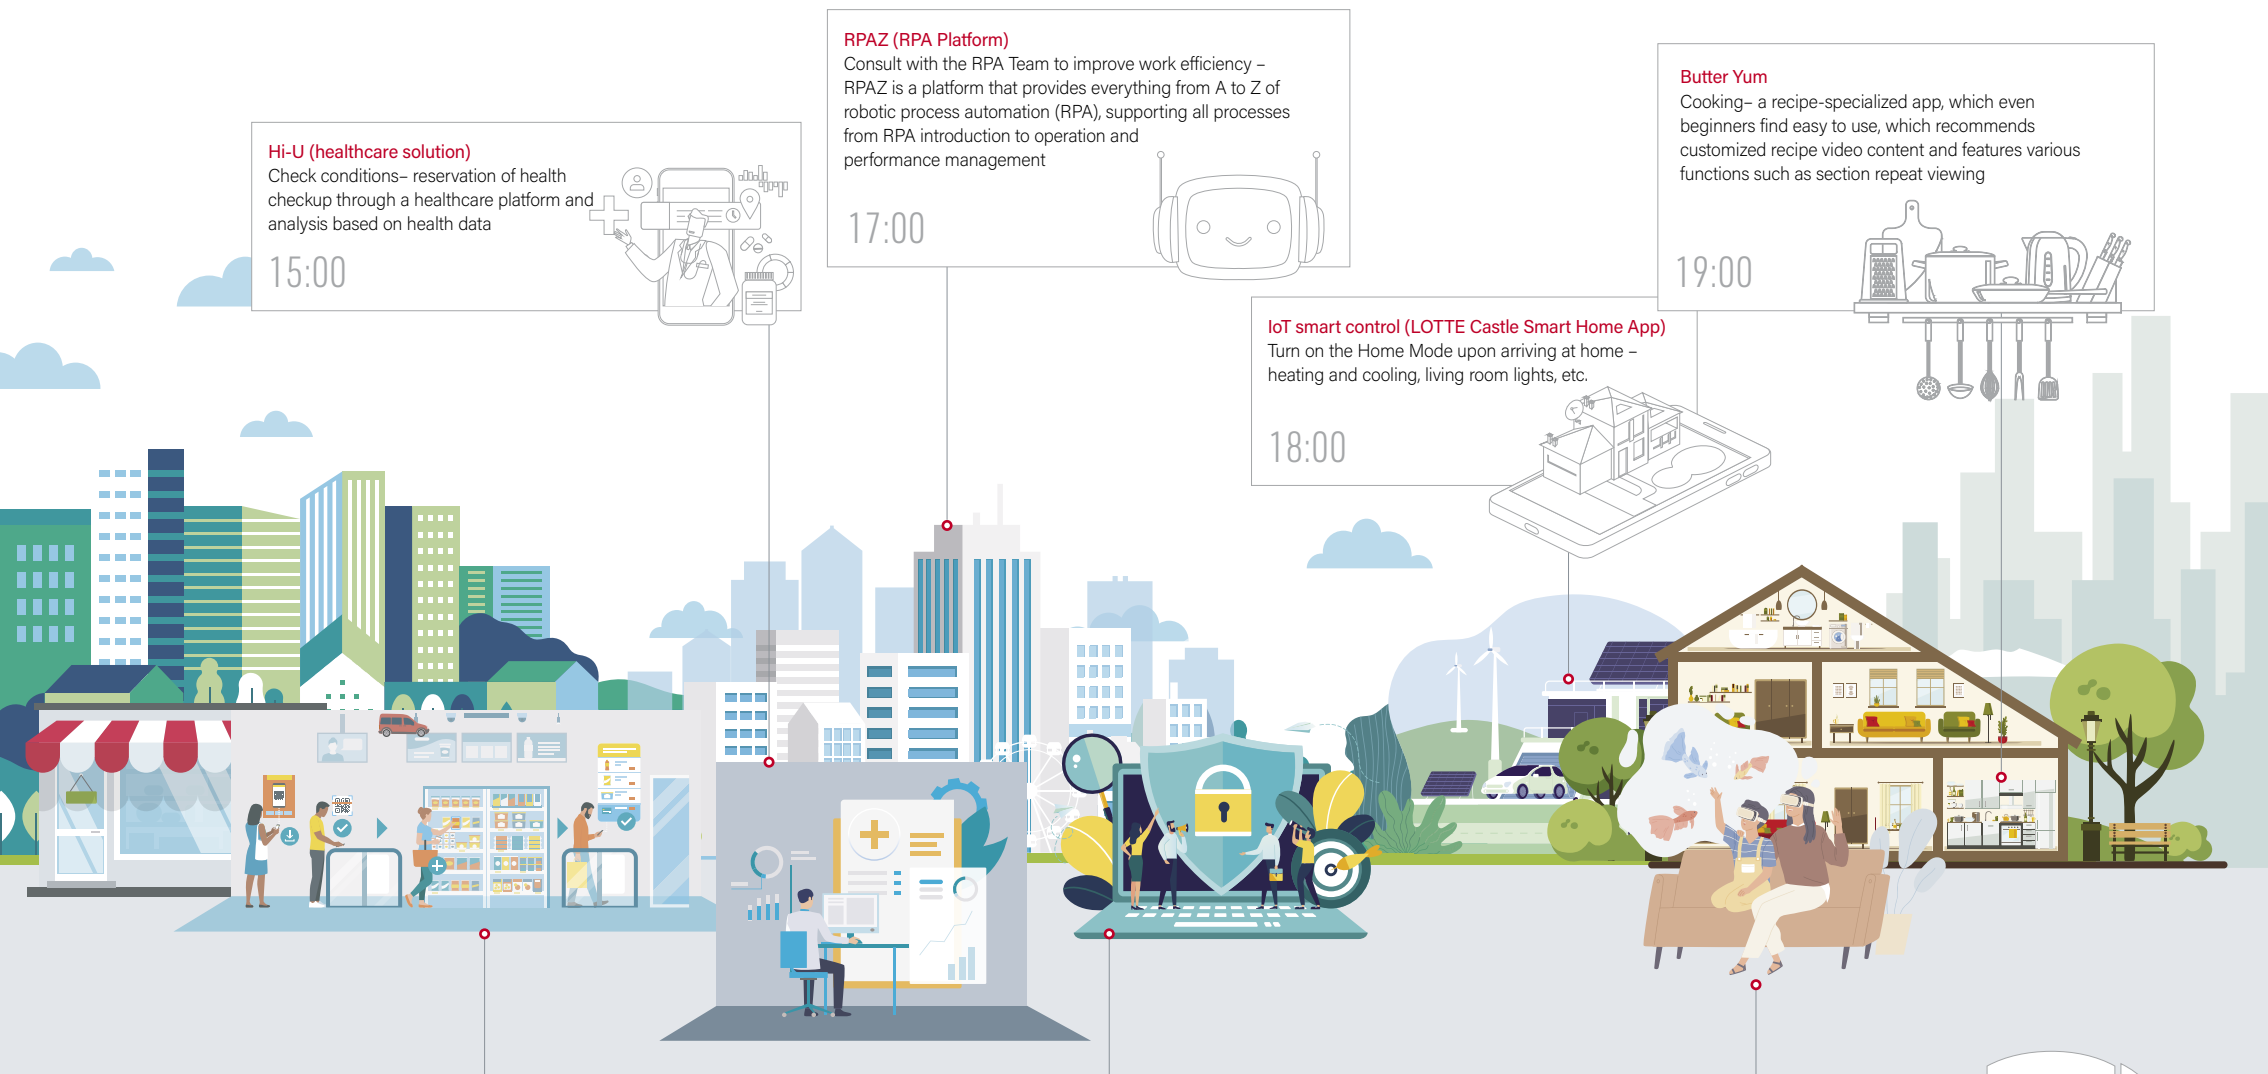 Hi-U (healthcare solution)
Check conditions– reservation of health
checkup through a healthcare platform and
analysis based on health data
15:00
RPAZ (RPA Platform)
Consult with the RPA Team to improve work efficiency –
RPAZ is a platform that provides everything from A to Z of
robotic process automation (RPA), supporting all processes
from RPA introduction to operation and
performance management
17:00
IoT smart control (LOTTE Castle Smart Home App)
Turn on the Home Mode upon arriving at home –
heating and cooling, living room lights, etc.
18:00
Butter Yum
Cooking– a recipe-specialized app, which even
beginners find easy to use, which recommends
customized recipe video content and features various
functions such as section repeat viewing
19:00